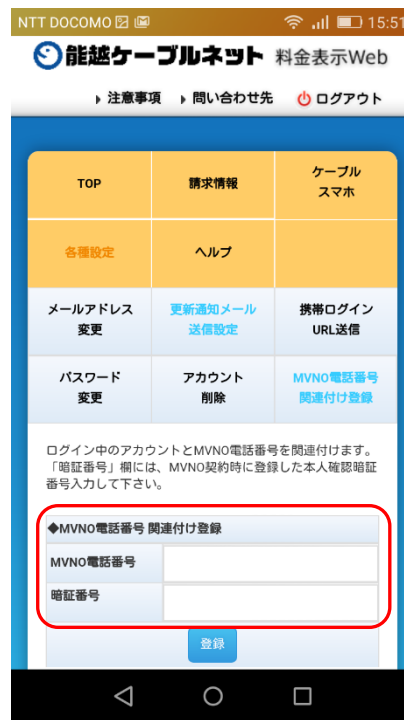 NTT DOCOMO 15:51
能越ケーブルネット 料金表示Web
注意事項 問い合わせ先 ログアウト
TOP
請求情報
ケーブル
スマホ
各種設定
ヘルプ
メールアドレス
変更
更新通知メール
送信設定
携帯ログイン
URL送信
パスワード
変更
アカウント
削除
MVNO電話番号
関連付け登録
ログイン中のアカウントとMVNO電話番号を関連付けます。
「暗証番号」欄には、MVNO契約時に登録した本人確認暗証
番号入力して下さい。
◆MVNO電話番号 関連付け登録
MVNO電話番号
暗証番号
登録